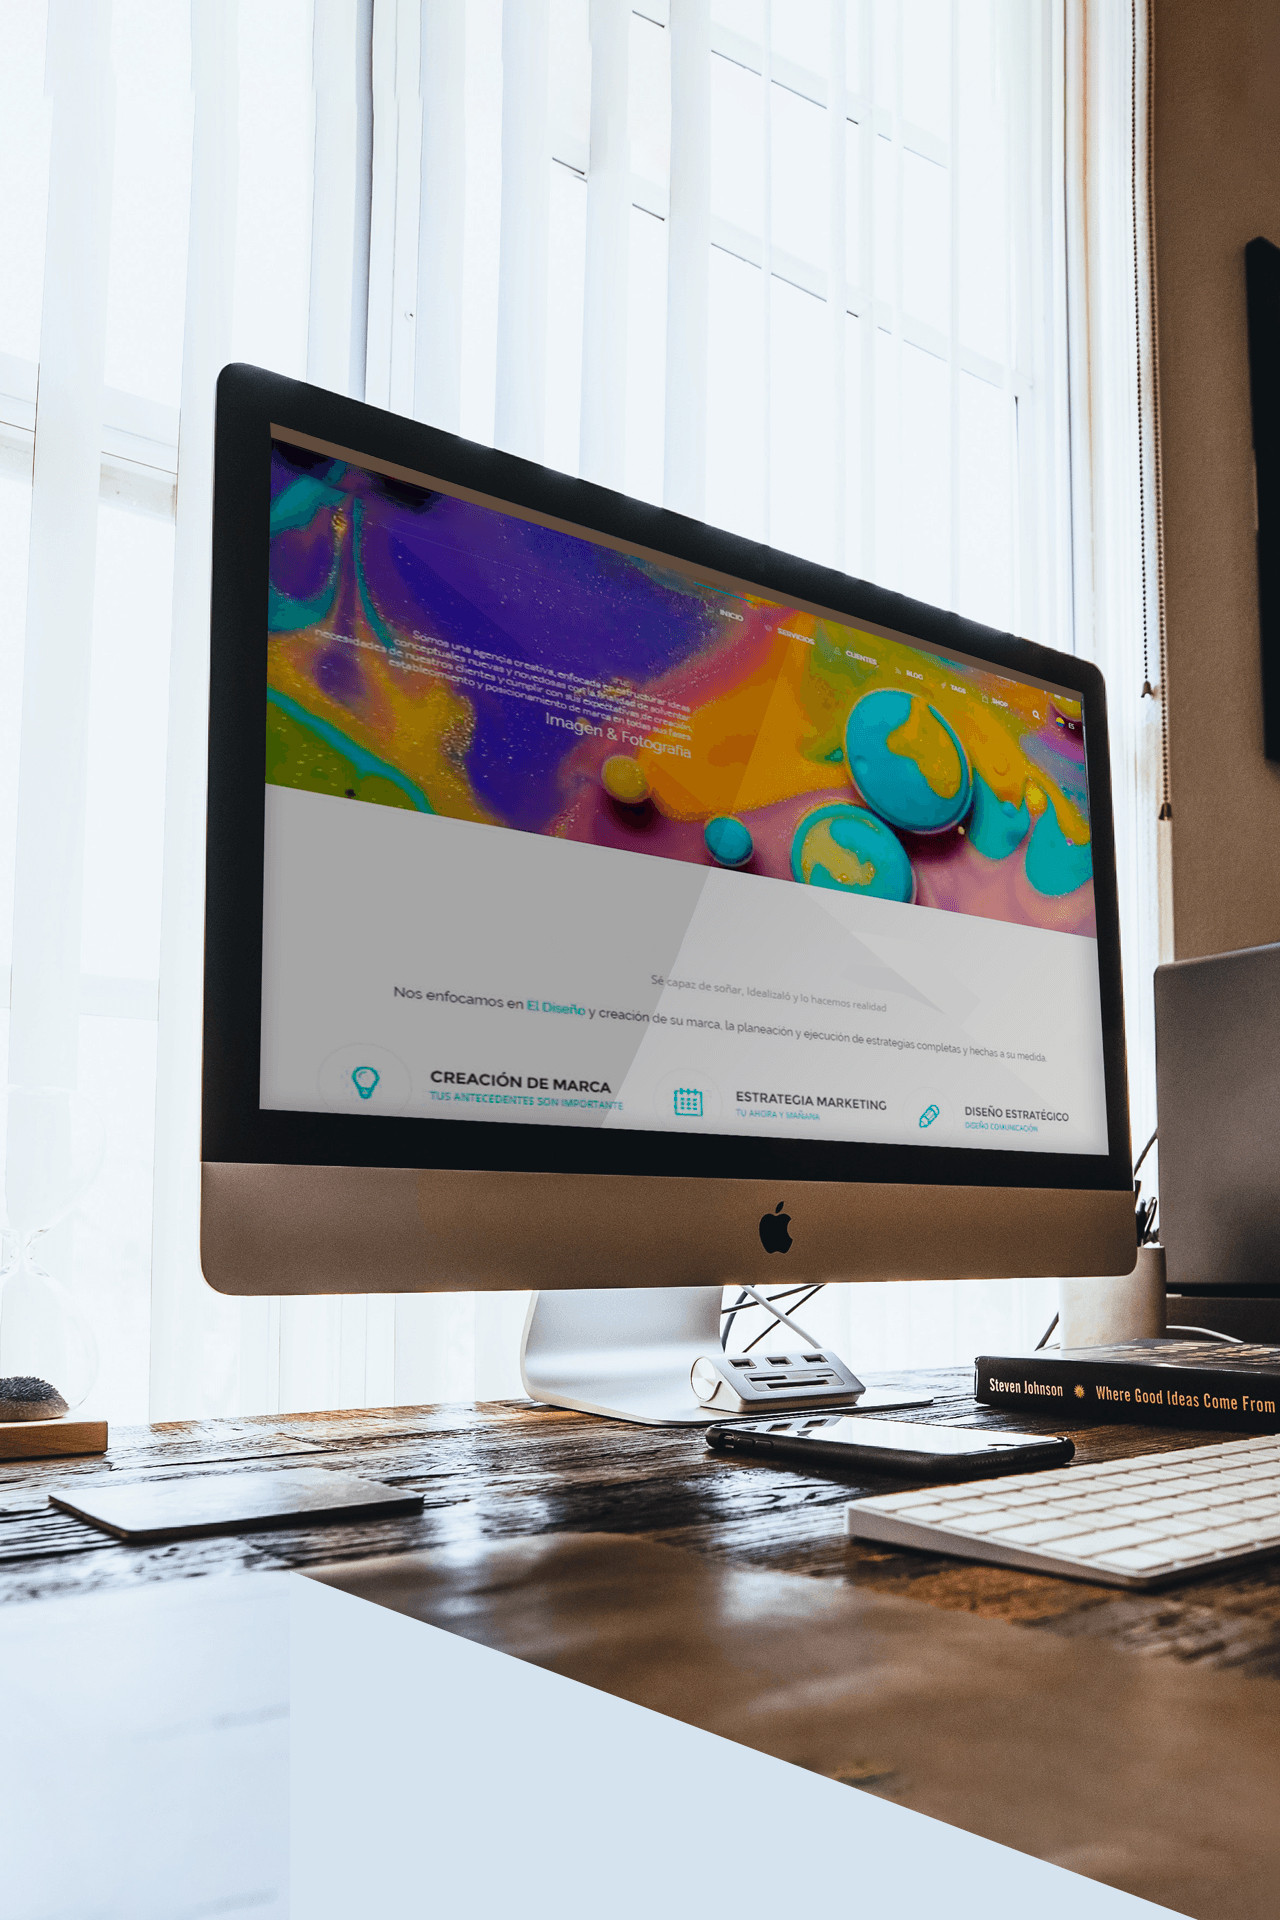 INICIO
SERVICIOS
CLIENTES
BLOG
TAGS
SHOP
ES
Somos una agencia creativa, enfocada en estructurar ideas
conceptuales nuevas y novedosas con la finalidad de solventar
necesidades de nuestros clientes y cumplir con sus expectativas de creación,
establecimiento y posicionamiento de marca en todas sus fases
Imagen & Fotografía
Sé capaz de soñar, Idealízaló y lo hacemos realidad
Nos enfocamos en El Diseño y creación de su marca, la planeación y ejecución de estrategias completas y hechas a su medida.
CREACIÓN DE MARCA
TUS ANTECEDENTES SON IMPORTANTE
ESTRATEGIA MARKETING
TU AHORA Y MAÑANA
DISEÑO ESTRATÉGICO
DISEÑO COMUNICACIÓN
Steven Johnson Where Good Ideas Come From